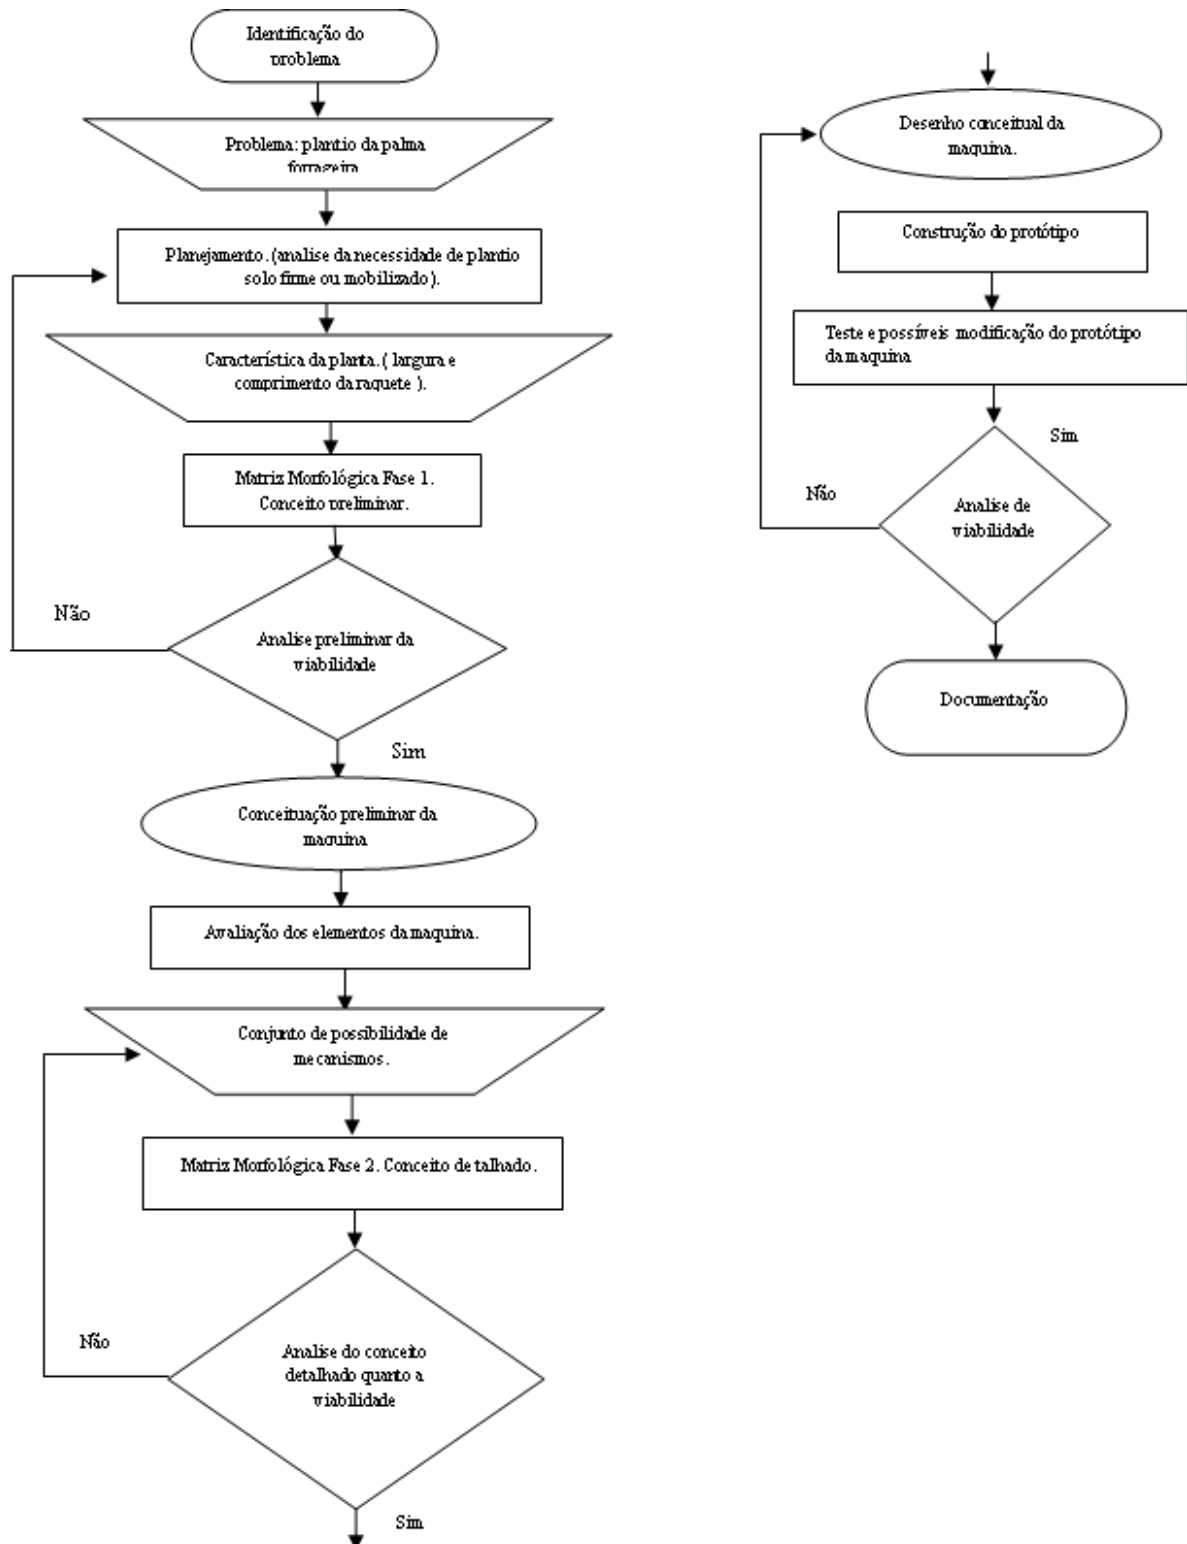 Identificação do
problema
Problema: plantio da palma
forrageira
Planejamento. (analise da necessidade de plantio
solo firme ou mobilizado).
Característica da planta. ( largura e
comprimento da raquete ).
Matriz Morfológica Fase 1.
Conceito preliminar.
Não
Analise preliminar da
viabilidade
Sim
Conceituação preliminar da
maquina
Avaliação dos elementos da maquina.
Conjunto de possibilidade de
mecanismos.
Matriz Morfológica Fase 2. Conceito de talhado.
Não
Analise do conceito
detalhado quanto a
viabilidade
Sim
Desenho conceitual da
maquina.
Construção do protótipo
Teste e possíveis modificação do protótipo
da maquina
Sim
Não
Analise de
viabilidade
Documentação